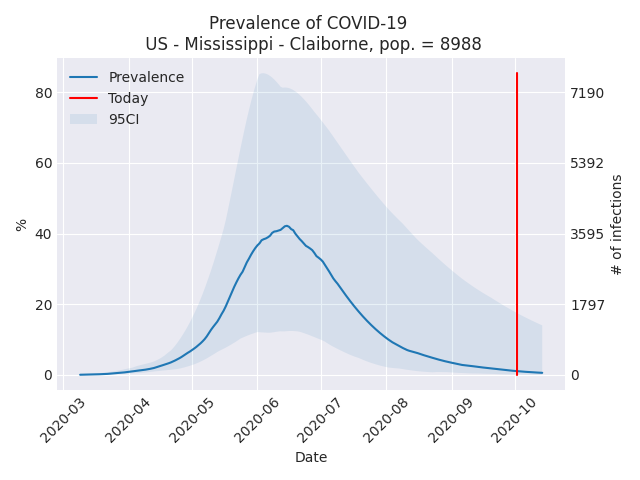 Prevalence of COVID-19
US - Mississippi - Claiborne, pop. = 8988
Prevalence
Today
95CI
%
80
60
40
20
0
7190
5392
3595
1797
0
# of infections
2020-03
2020-04
2020-05
2020-06
2020-07
2020-08
2020-09
2020-10
Date